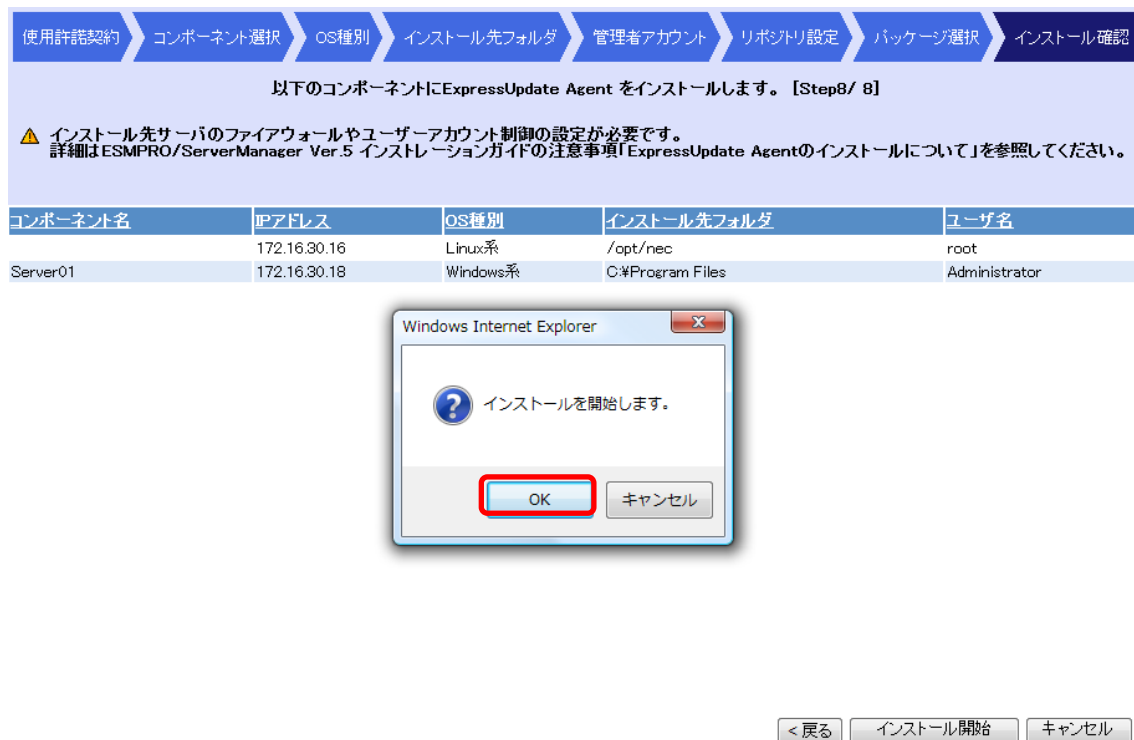 使用許諾契約 コンポーネント選択 OS種別 インストール先フォルダ 管理者アカウント リポジトリ設定 パッケージ選択 インストール確認
以下のコンポーネントにExpressUpdate Agent をインストールします。 [Step8/ 8]
インストール先サーバのファイアウォールやユーザーアカウント制御の設定が必要です。
詳細はESMPRO/ServerManager Ver.5 インストレーションガイドの注意事項「ExpressUpdate Agentのインストールについて」を参照してください。
コンポーネント名 IPアドレス OS種別 インストール先フォルダ ユーザ名
172.16.30.16 Linux系 /opt/nec root
Server01 172.16.30.18 Windows系 C:¥Program Files Administrator
Windows Internet Explorer
インストールを開始します。
OK キャンセル
<戻る インストール開始 キャンセル